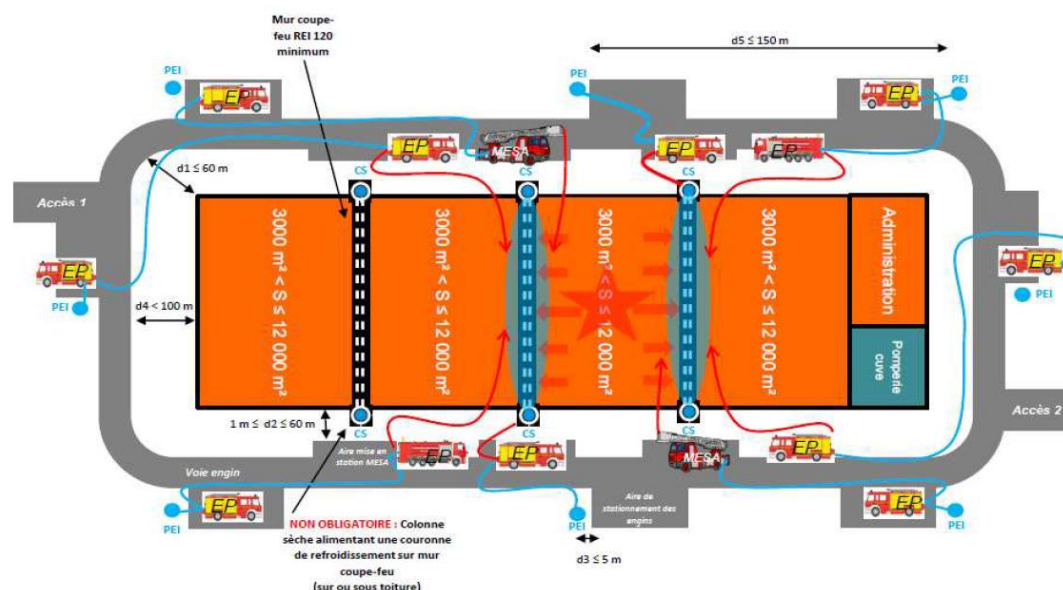 Mur coupe-
feu REI 120
minimum
d5 ≤ 150 m
PEI
PEI
PEI
EP
EP
EP
MESA
EP
EP
d1 ≤ 60 m
CS
CS
CS
Accès 1
EP
PEI
d4 < 100 m
3000 m² < S ≤ 12 000 m²
3000 m² < S ≤ 12 000 m²
3000 m² < S ≤ 12 000 m²
3000 m² < S ≤ 12 000 m²
Administration
Pomperie
cuve
EP
PEI
Accès 2
1 m ≤ d2 ≤ 60 m
CS
CS
CS
Aire mise en
station MESA
EP
EP
MESA
EP
Voie engin
EP
PEI
PEI
Aire de
stationnement des
engins
EP
PEI
d3 ≤ 5 m
NON OBLIGATOIRE : Colonne
sèche alimentant une couronne
de refroidissement sur mur
coupe-feu
(sur ou sous toiture)